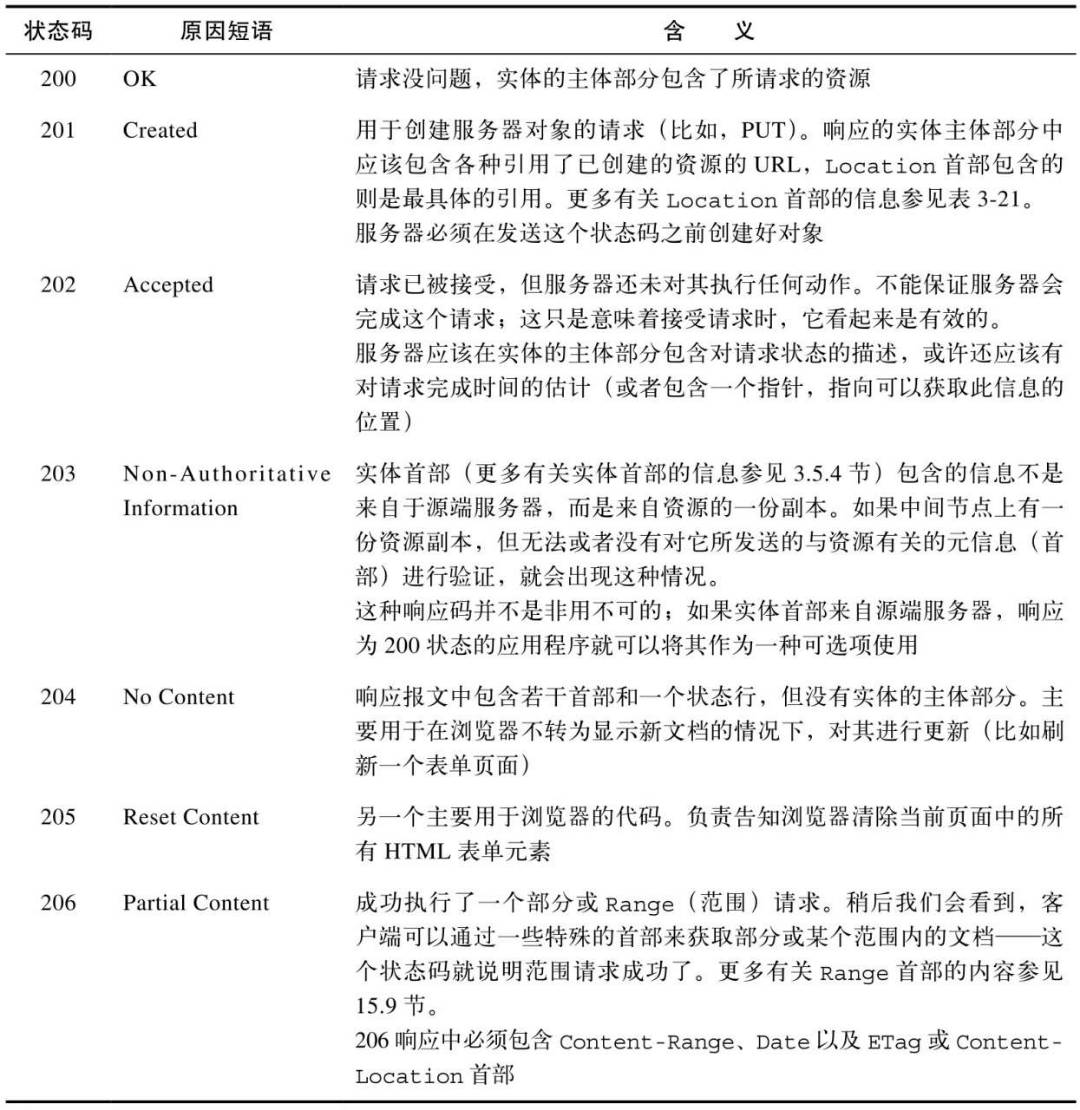 状态码 原因短语 含 义
200 OK 请求没问题，实体的主体部分包含了所请求的资源
201 Created 用于创建服务器对象的请求（比如，PUT）。响应的实体主体部分中
应该包含各种引用了已创建的资源的 URL，Location 首部包含的
则是最具体的引用。更多有关 Location 首部的信息参见表 3-21。
服务器必须在发送这个状态码之前创建好对象
202 Accepted 请求已被接受，但服务器还未对其执行任何动作。不能保证服务器会
完成这个请求；这只是意味着接受请求时，它看起来是有效的。
服务器应该在实体的主体部分包含对请求状态的描述，或许还应该有
对请求完成时间的估计（或者包含一个指针，指向可以获取此信息的
位置）
203 Non-Authoritative 实体首部（更多有关实体首部的信息参见 3.5.4 节）包含的信息不是
Information 来自于源端服务器，而是来自资源的一份副本。如果中间节点上有一
份资源副本，但无法或者没有对它所发送的与资源有关的元信息（首
部）进行验证，就会出现这种情况。
这种响应码并不是非用不可的；如果实体首部来自源端服务器，响应
为 200 状态的应用程序就可以将其作为一种可选项使用
204 No Content 响应报文中包含若干首部和一个状态行，但没有实体的主体部分。主
要用于在浏览器不转为显示新文档的情况下，对其进行更新（比如刷
新一个表单页面）
205 Reset Content 另一个主要用于浏览器的代码。负责告知浏览器清除当前页面中的所
有 HTML 表单元素
206 Partial Content 成功执行了一个部分或 Range（范围）请求。稍后我们会看到，客
户端可以通过一些特殊的首部来获取部分或某个范围内的文档——这
个状态码就说明范围请求成功了。更多有关 Range 首部的内容参见
15.9 节。
206 响应中必须包含 Content-Range、Date 以及 ETag 或 Content-
Location 首部